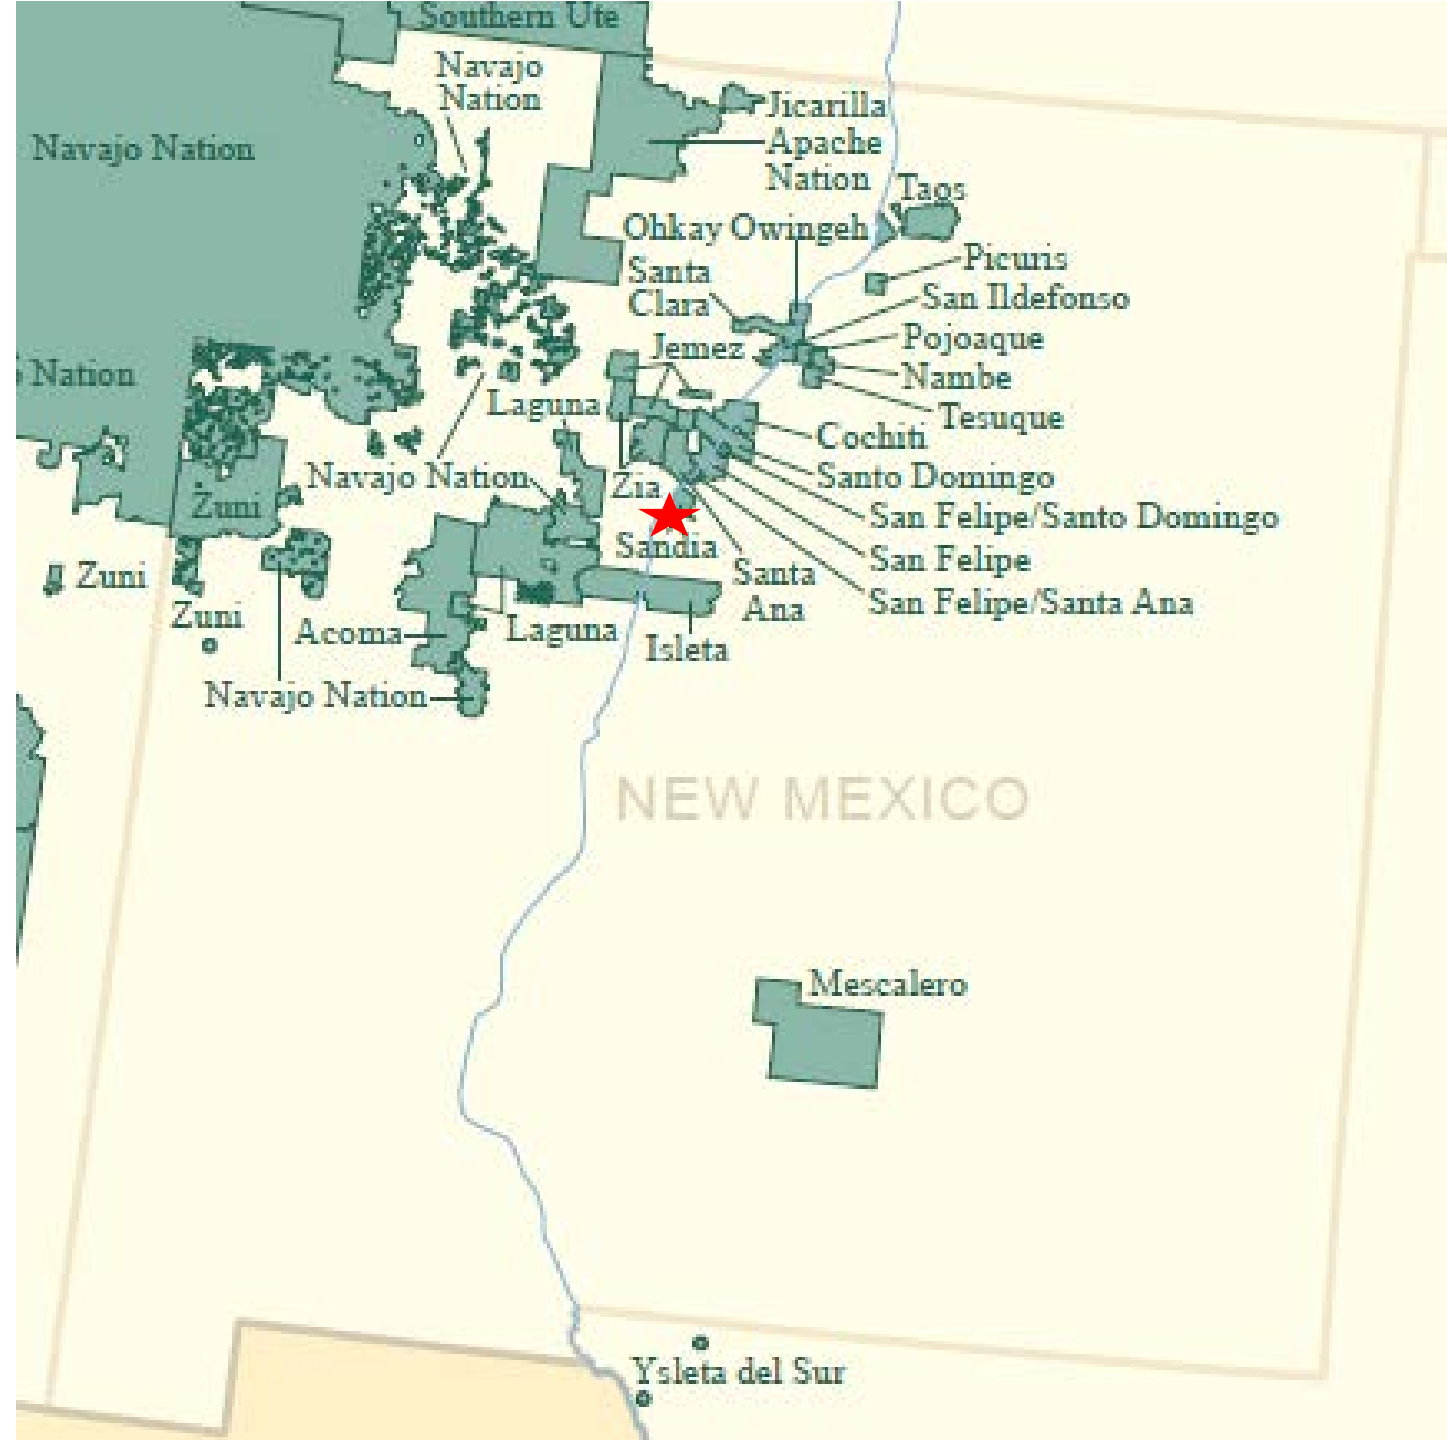 Southern Ute
Navajo
Nation
Jicarilla
Apache
Nation
Navajo Nation
Taos
Ohkay Owingeh
Picuris
Santa
Clara
San Ildefonso
Pojoaque
Jemez
Nation
Nambe
Laguna
Tesuque
Cochiti
Navajo Nation
Santo Domingo
Zia
Zuni
San Felipe/Santo Domingo
Sandia
San Felipe
Zuni
Santa
Ana
San Felipe/Santa Ana
Zuni
Acoma
Laguna
Isleta
Navajo Nation
NEW MEXICO
Mescalero
Ysleta del Sur